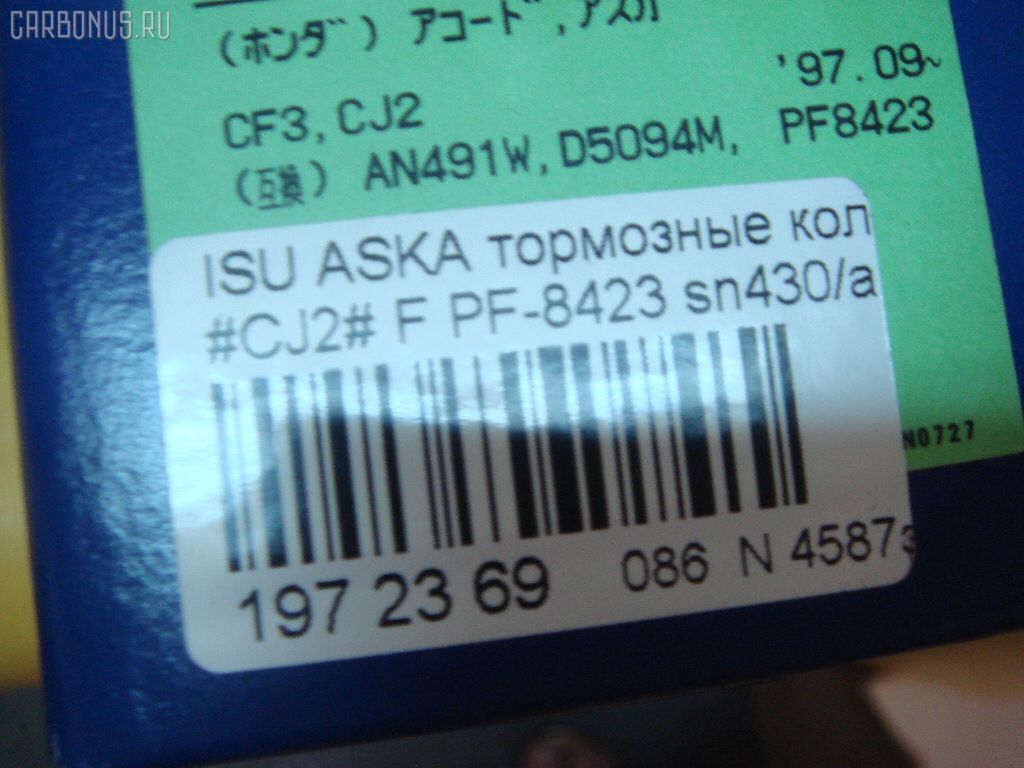 CARBONUS.RU
(ホンダ) アコード,アスカ
CF3, CJ2 '97.09~
(互換) AN491W, D5094M, PF8423
ISU ASKA тормозные кол
#CJ2# F PF-8423 sn430/a
N0727
197 23 69 086 N 45873